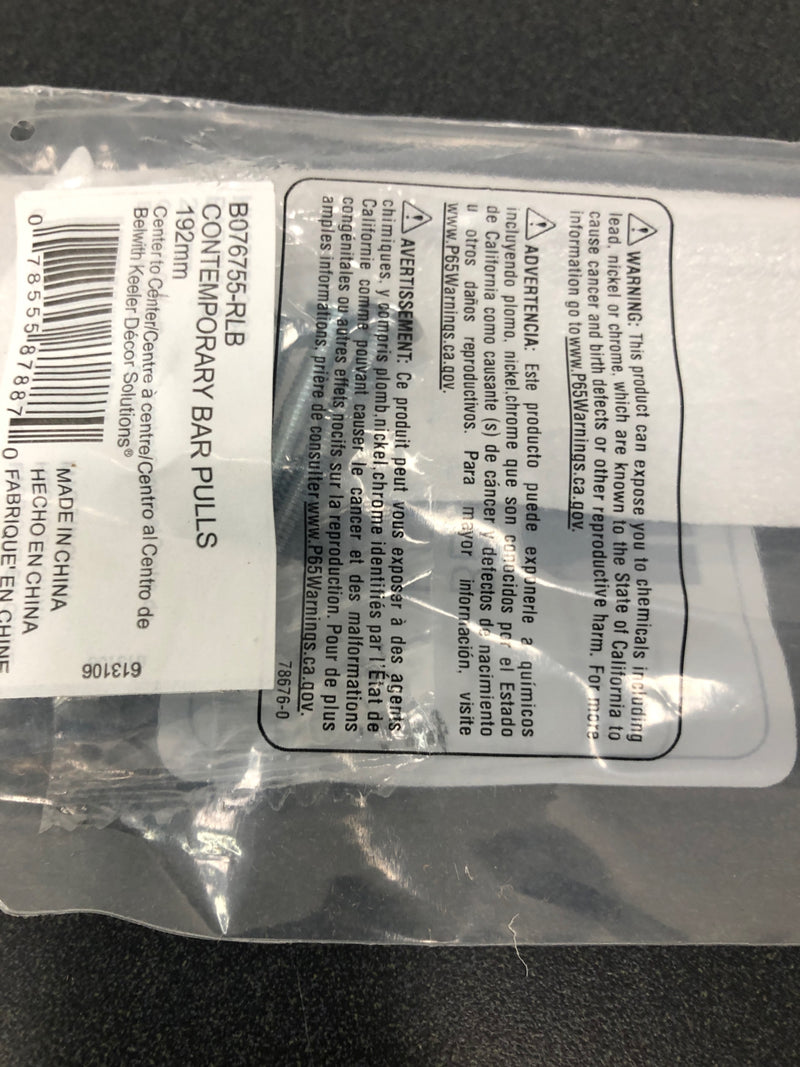 WARNING: This product can expose you to chemicals including
lead, nickel or chrome, which are known to the State of California to
cause cancer and birth defects or other reproductive harm. For more
information go to www.P65Warnings.ca.gov.
ADVERTENCIA: Este producto puede exponerle a químicos
incluyendo plomo, nickel,chrome que son conocidos por el Estado
de California como causante (s) de cáncer y defectos de nacimiento
u otros daños reproductivos. Para mayor información, visite
www.P65Warnings.ca.gov.
AVERTISSEMENT: Ce produit peut vous exposer à des agents
chimiques, y compris plomb,nickel,chrome identifiés par l'État de
Californie comme pouvant causer le cancer et des malformations
congénitales ou autres effets nocifs sur la reproduction. Pour de plus
amples informations, prière de consulter www.P65Warnings.ca.gov.
78676-0
B076755-RLB
CONTEMPORARY BAR PULLS
192mm
Center to Center/Centre à centre/Centro al Centro de
Belwith Keeler Décor Solutions®
613106
0 78555 87887 0
MADE IN CHINA
HECHO EN CHINA
FABRIQUE' EN CHINE